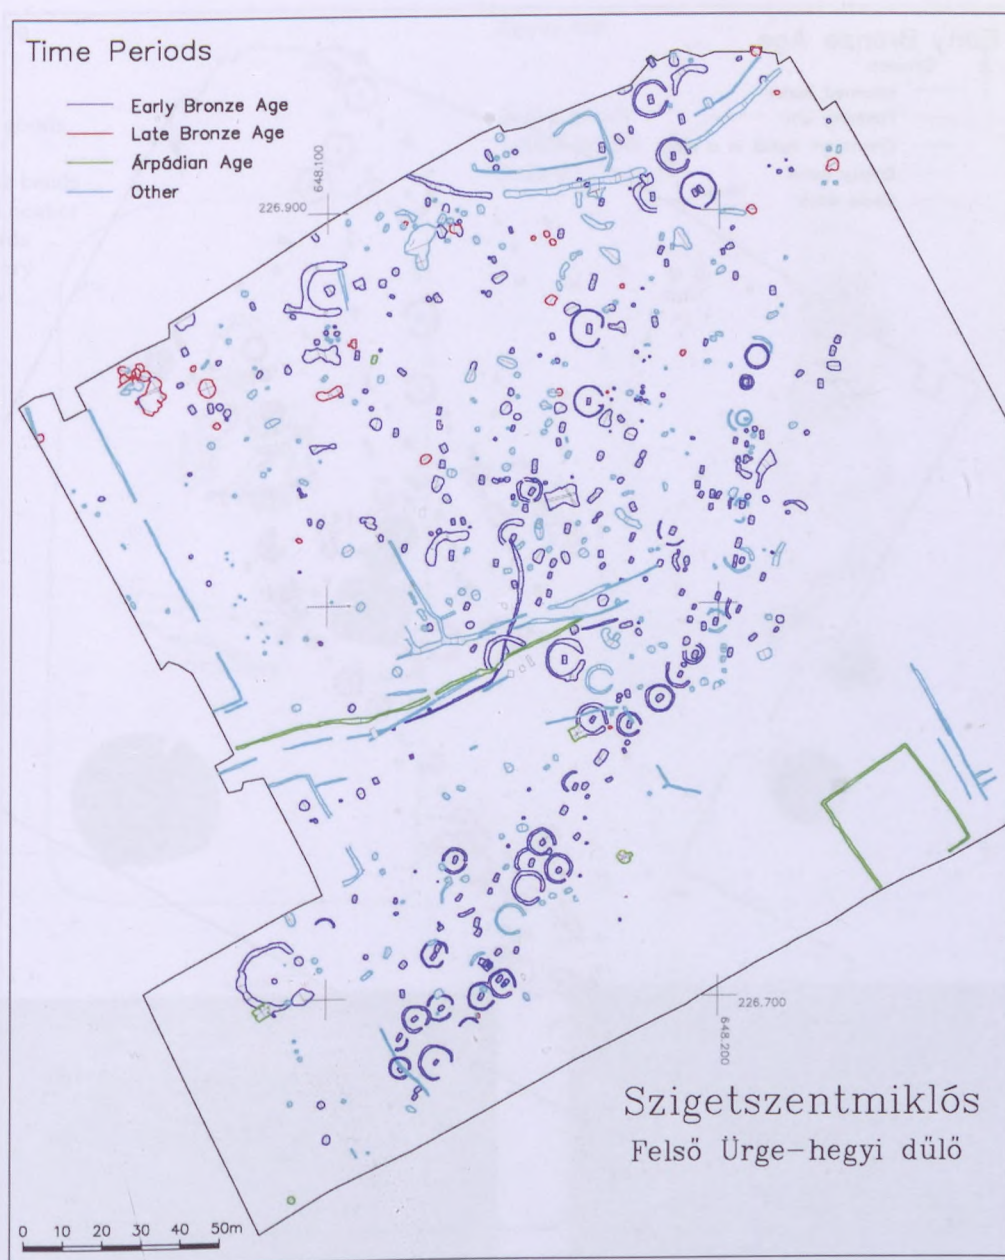 Time Periods
Early Bronze Age
Late Bronze Age
Árpádian Age
Other
648.100
226.900
226.700
648.200
Szigetszentmiklós
Felső Ürge-hegyi dűlő
0 10 20 30 40 50m